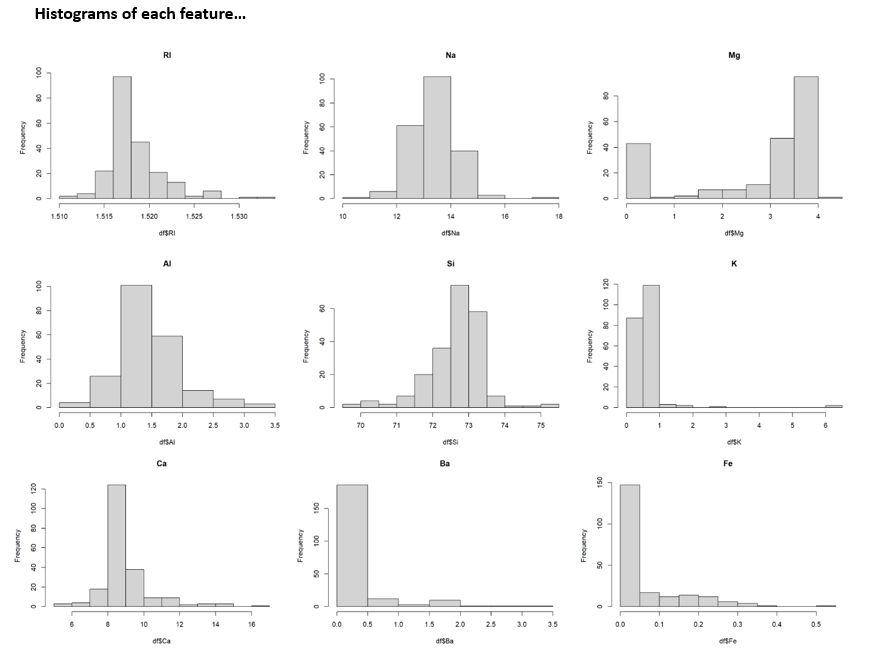 Histograms of each feature...
RI
Na
Mg
Frequency
0 20 40 60 80 100
1.510 1.515 1.520 1.525 1.530
df$RI
Frequency
0 20 40 60 80 100
10 12 14 16 18
df$Na
Frequency
0 20 40 60 80
0 1 2 3 4
df$Mg
Al
Si
K
Frequency
0 20 40 60 80 100
0.0 0.5 1.0 1.5 2.0 2.5 3.0 3.5
df$Al
Frequency
0 20 40 60
70 71 72 73 74 75
df$Si
Frequency
0 20 40 60 80 100 120
0 1 2 3 4 5 6
df$K
Ca
Ba
Fe
Frequency
0 20 40 60 80 100 120
6 8 10 12 14 16
df$Ca
Frequency
0 50 100 150
0.0 0.5 1.0 1.5 2.0 2.5 3.0 3.5
df$Ba
Frequency
0 50 100 150
0.0 0.1 0.2 0.3 0.4 0.5
df$Fe